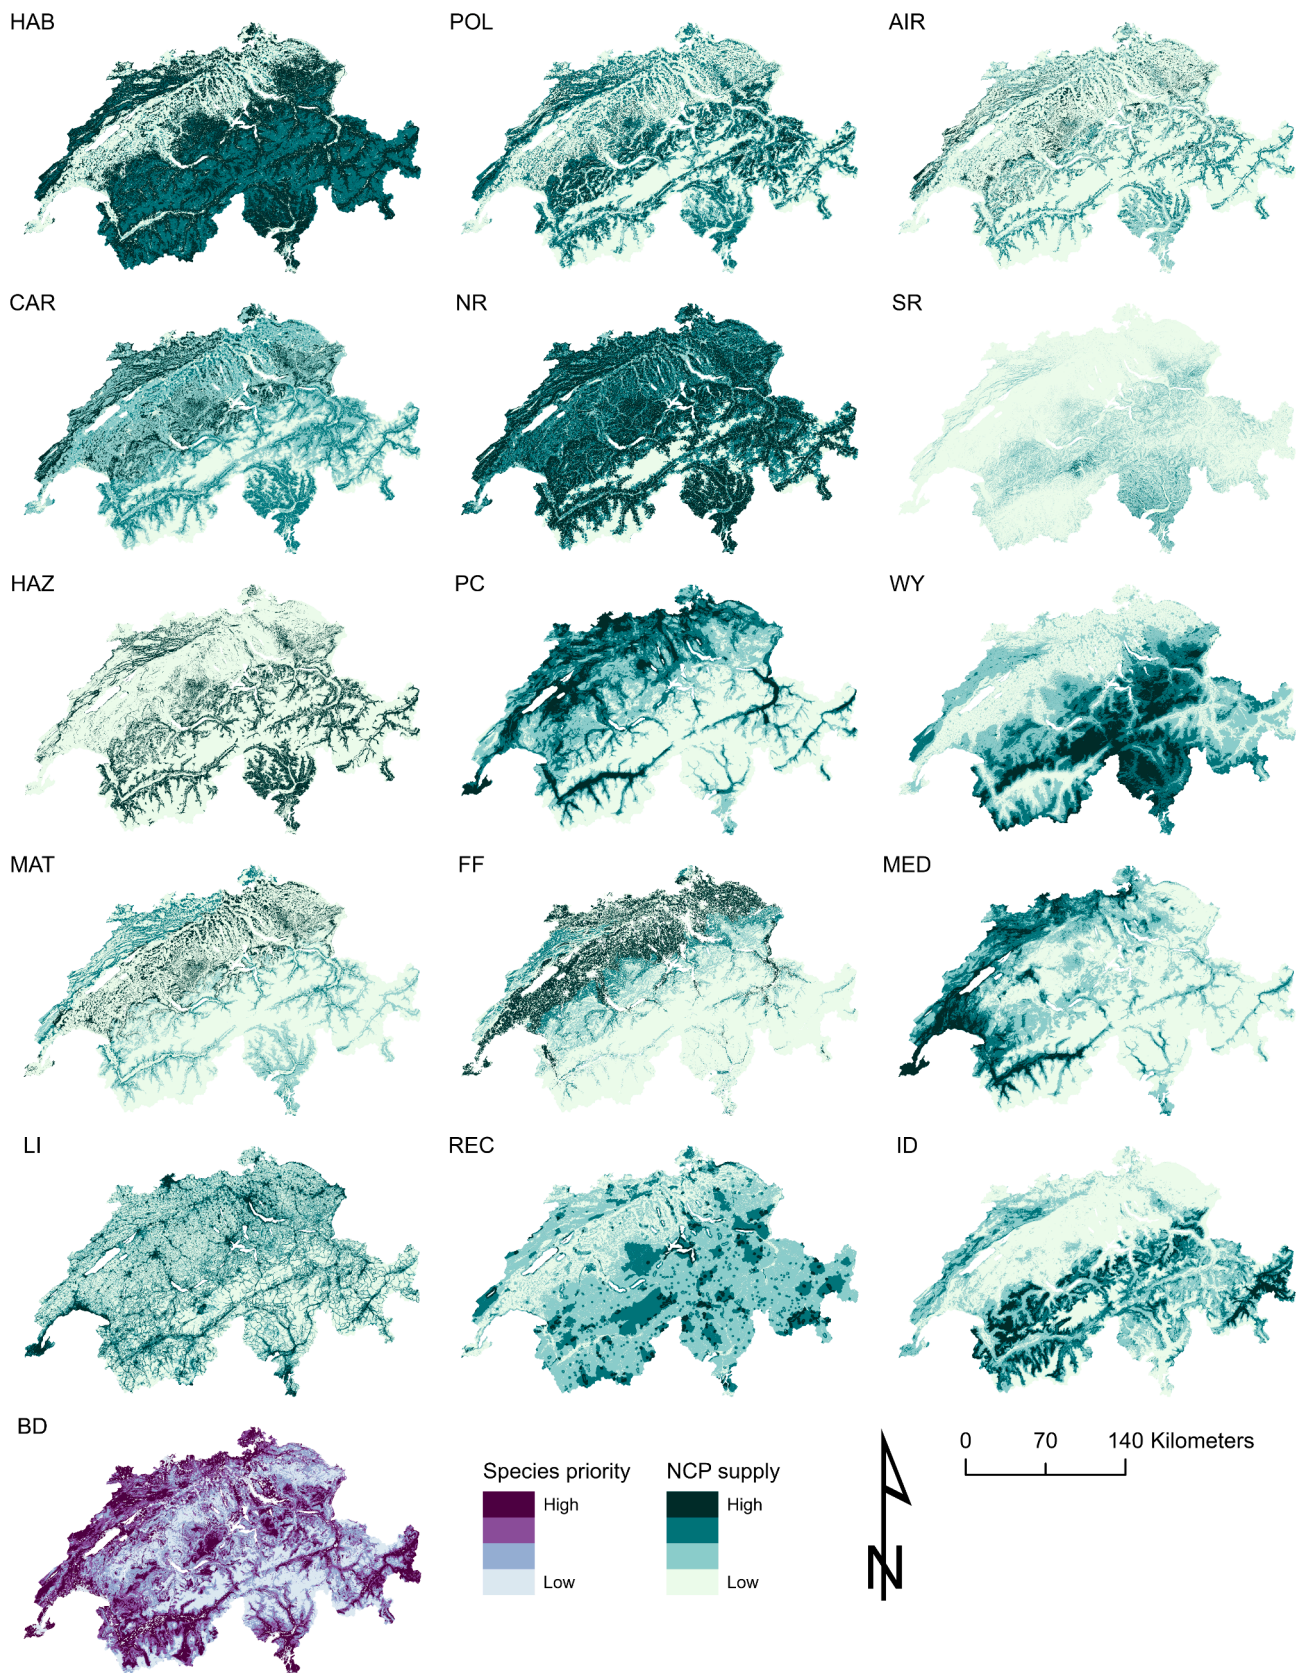 HAB
POL
AIR
CAR
NR
SR
HAZ
PC
WY
MAT
FF
MED
LI
REC
ID
BD
Species priority
NCP supply
High
High
Low
Low
0 70 140 Kilometers
N